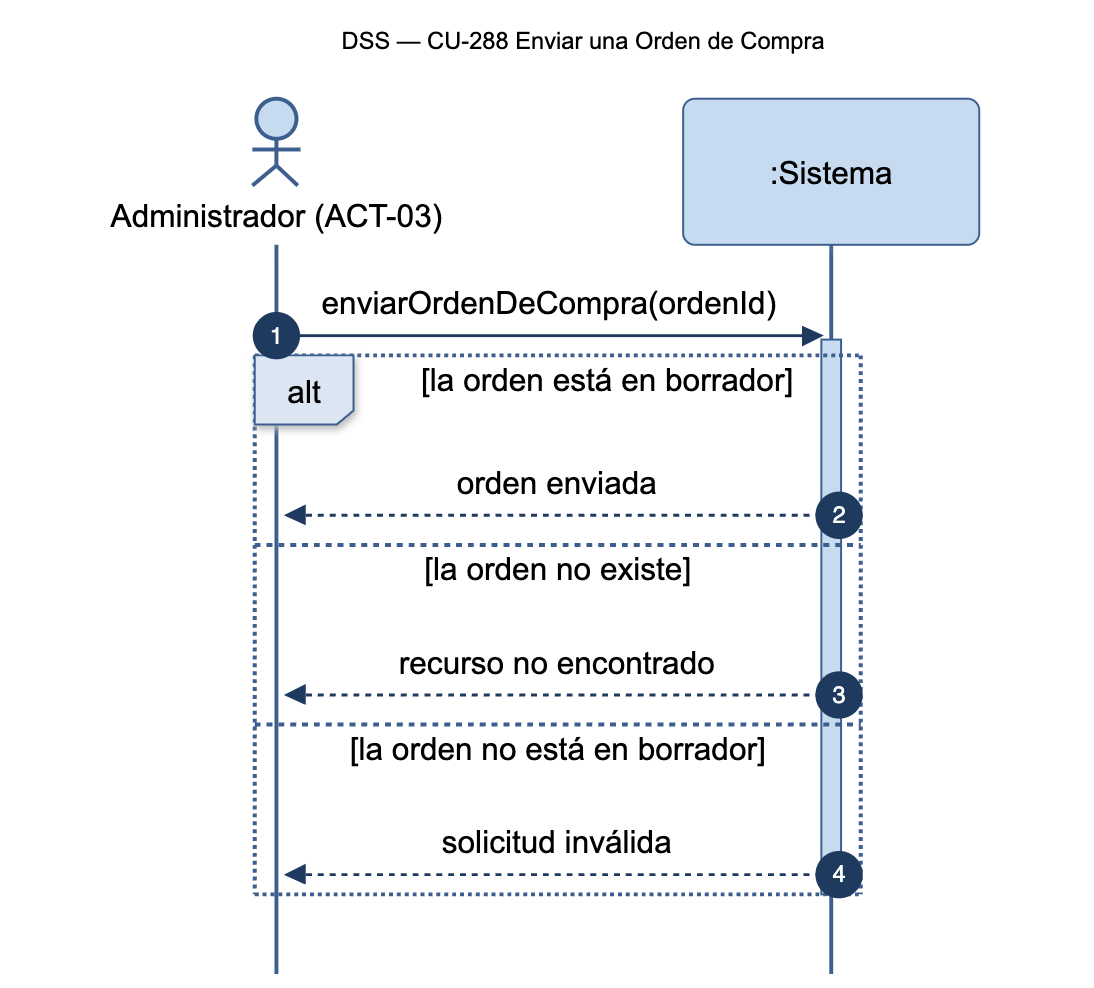 DSS — CU-288 Enviar una Orden de Compra
Administrador (ACT-03)
:Sistema
enviarOrdenDeCompra(ordenId)
1
alt
[la orden está en borrador]
orden enviada
2
[la orden no existe]
recurso no encontrado
3
[la orden no está en borrador]
solicitud inválida
4